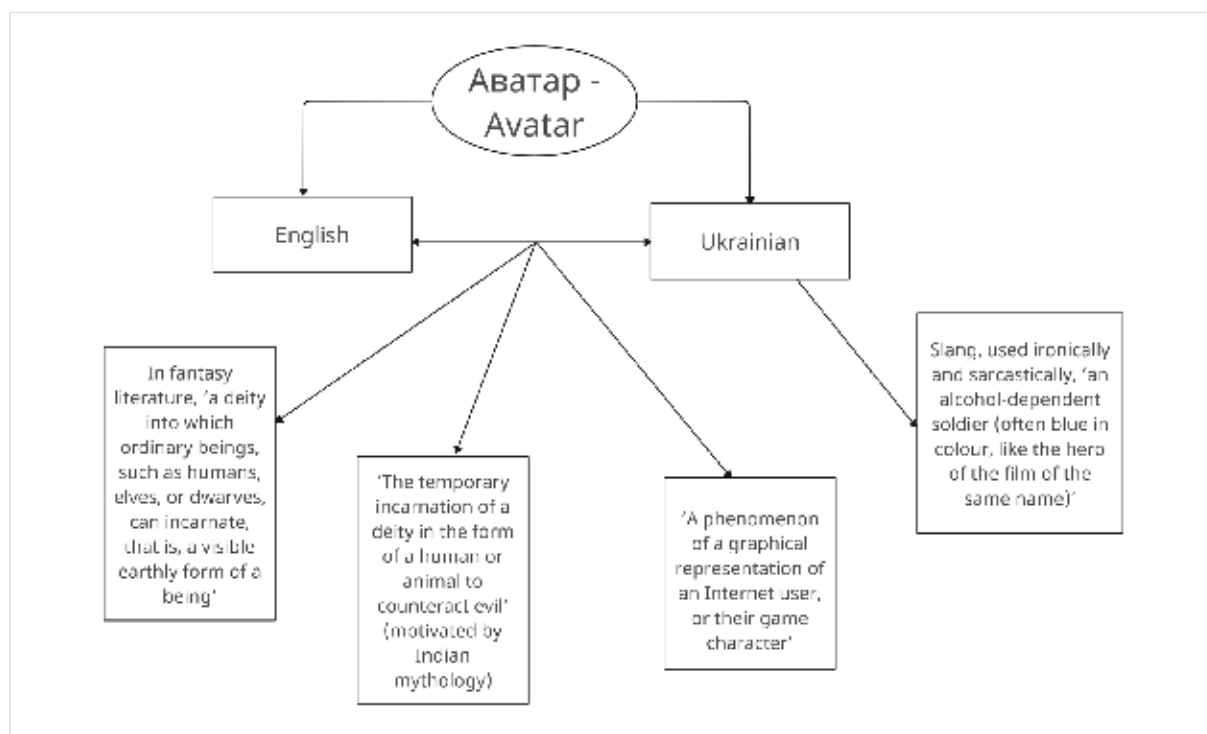 Аватар -
Avatar
English
Ukrainian
In fantasy
literature, ‘a deity
into which
ordinary beings,
such as humans,
elves, or dwarves,
can incarnate,
that is, a visible
earthly form of a
being’
‘The temporary
incarnation of a
deity in the form
of a human or
animal to
counteract evil’
(motivated by
Indian
mythology)
‘A phenomenon
of a graphical
representation of
an Internet user,
or their game
character’
Slang, used ironically
and sarcastically, ‘an
alcohol-dependent
soldier (often blue in
colour, like the hero
of the film of the
same name)’